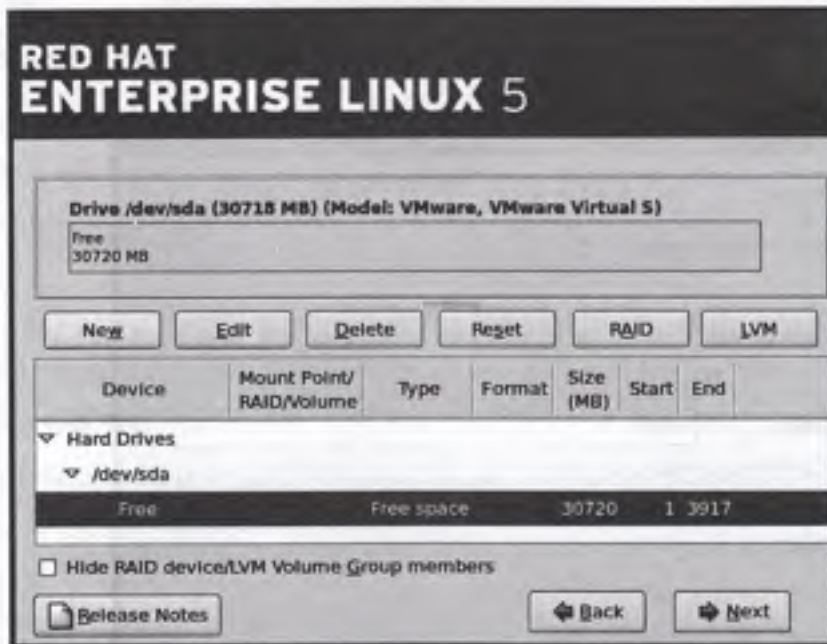 RED HAT
ENTERPRISE LINUX 5
Drive /dev/sda (30718 MB) (Model: VMware, VMware Virtual S)
Free
30720 MB
New Edit Delete Reset RAID LVM
Device Mount Point/ RAID/Volume Type Format Size (MB) Start End
Hard Drives
/dev/sda
Free Free space 30720 1 3917
Hide RAID device/LVM Volume Group members
Release Notes Back Next